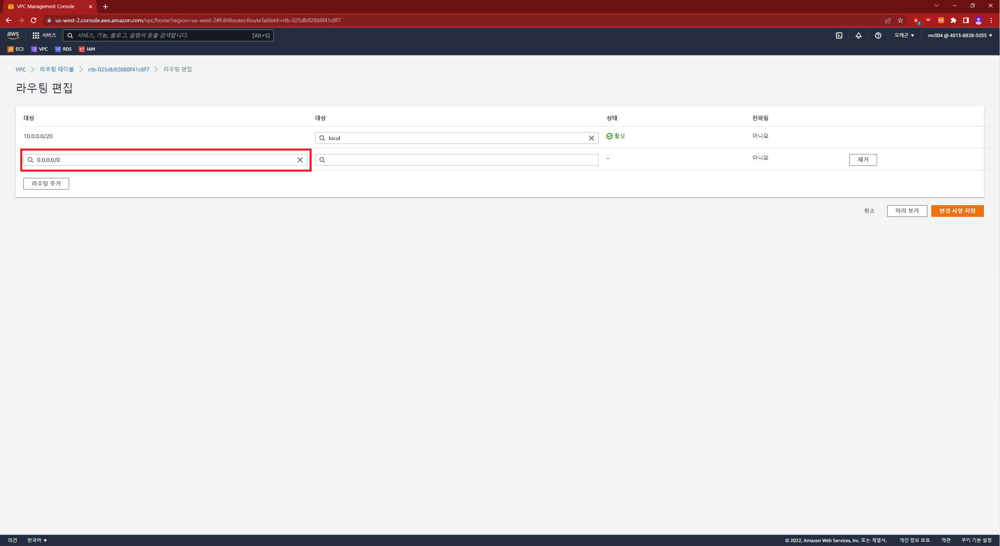 VPC Management Console
us-west-2.console.aws.amazon.com/vpc/home?region=us-west-2#EditRoutes:RouteTableId=rtb-025db92888f41c8f7
1
EX
aws 서비스 서비스, 기능, 블로그, 설명서 등을 검색합니다. [Alt+S] 오레곤 mc004 @ 4013-8828-5035
EC2 VPC RDS IAM
VPC 라우팅 테이블 rtb-025db92888f41c8f7 라우팅 편집
라우팅 편집
대상 대상 상태 전파됨
10.0.0.0/20 local 활성 아니요
0.0.0.0/0 – 아니요 제거
라우팅 추가
취소 미리 보기 변경 사항 저장
의견 한국어 © 2022, Amazon Web Services, Inc. 또는 계열사. 개인 정보 보호 약관 쿠키 기본 설정